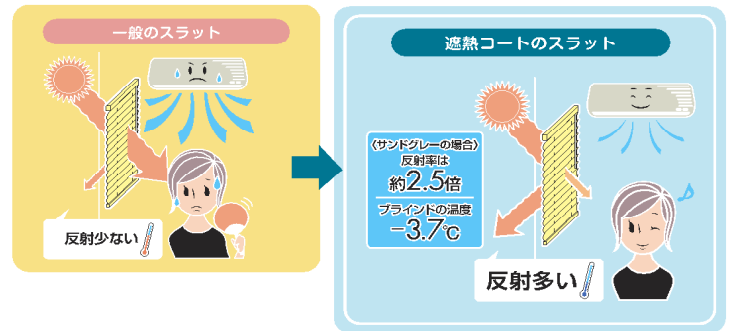 一般のスラット
反射少ない
遮熱コートのスラット
〈サンドグレーの場合〉
反射率は
約2.5倍
ブラインドの温度
−3.7℃
反射多い